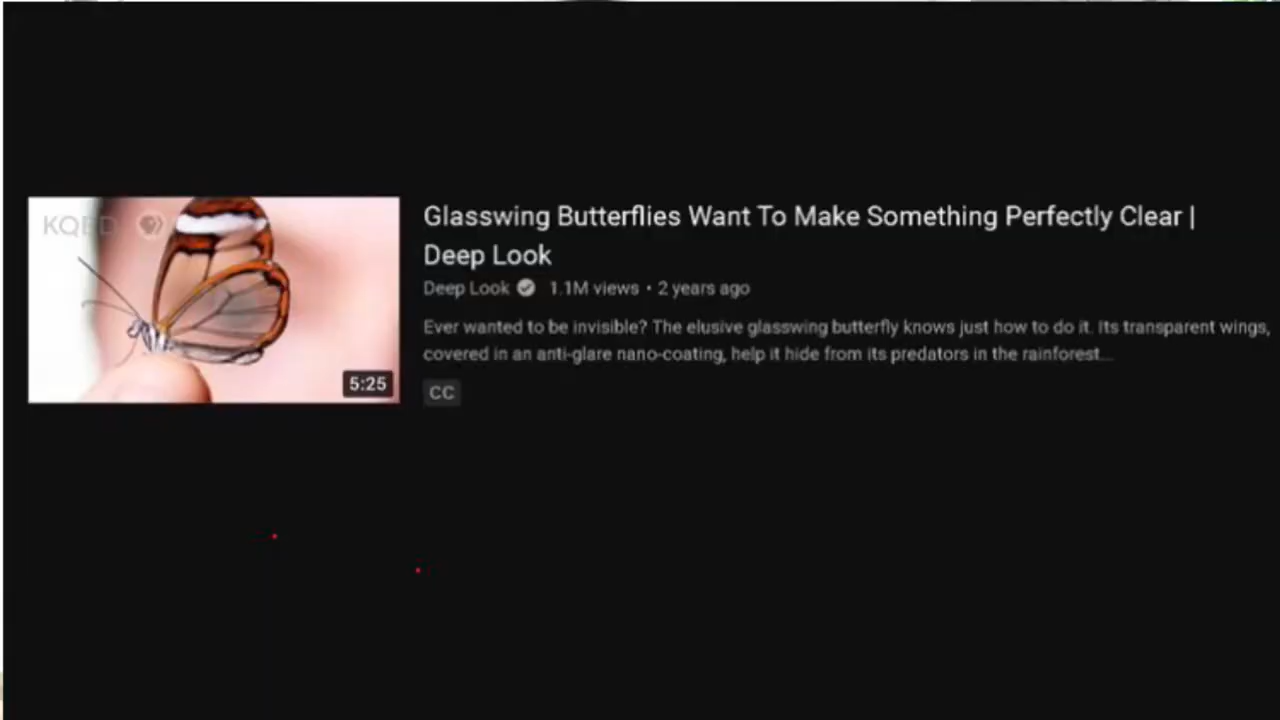 KQED
5:25
Glasswing Butterflies Want To Make Something Perfectly Clear |
Deep Look
Deep Look 1.1M views • 2 years ago
Ever wanted to be invisible? The elusive glasswing butterfly knows just how to do it. Its transparent wings,
covered in an anti-glare nano-coating, help it hide from its predators in the rainforest...
CC